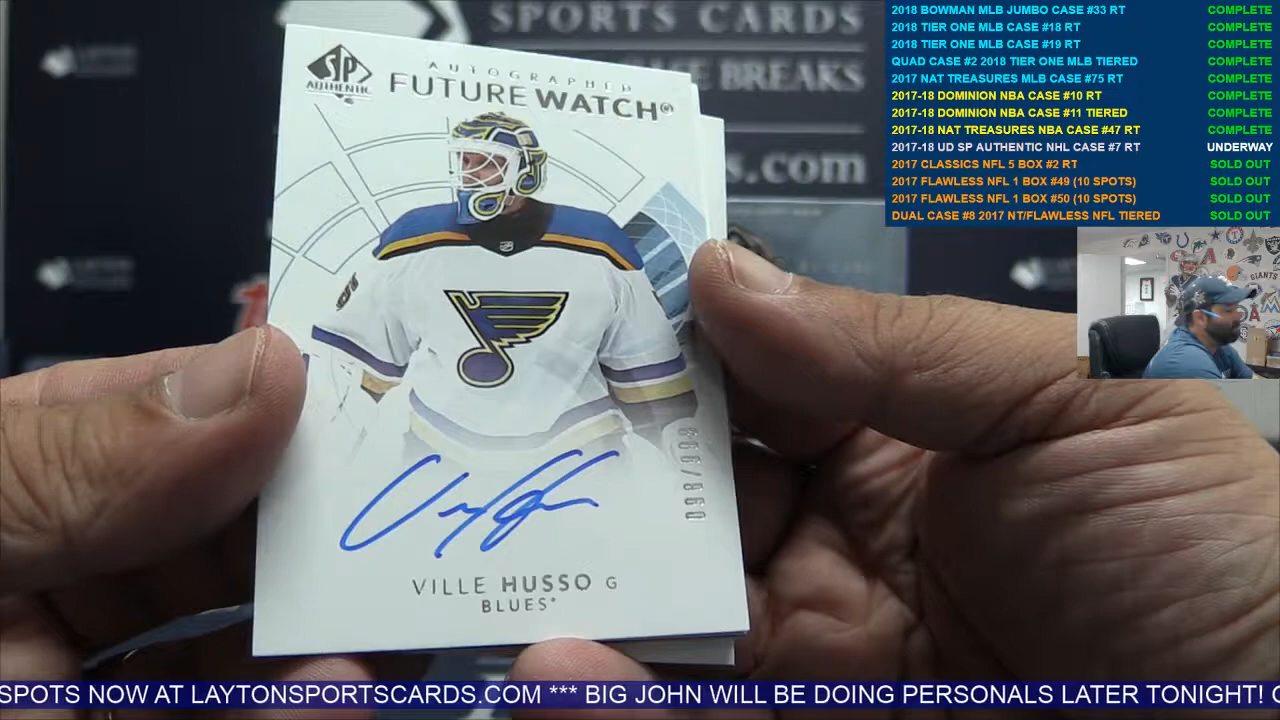 SPORTS CARDS
BREAKS
.com
SP
AUTHENTIC
AUTOGRAPHED
FUTURE WATCH
098/999
VILLE HUSSO G
BLUES
2018 BOWMAN MLB JUMBO CASE #33 RT COMPLETE
2018 TIER ONE MLB CASE #18 RT COMPLETE
2018 TIER ONE MLB CASE #19 RT COMPLETE
QUAD CASE #2 2018 TIER ONE MLB TIERED COMPLETE
2017 NAT TREASURES MLB CASE #75 RT COMPLETE
2017-18 DOMINION NBA CASE #10 RT COMPLETE
2017-18 DOMINION NBA CASE #11 TIERED COMPLETE
2017-18 NAT TREASURES NBA CASE #47 RT COMPLETE
2017-18 UD SP AUTHENTIC NHL CASE #7 RT UNDERWAY
2017 CLASSICS NFL 5 BOX #2 RT SOLD OUT
2017 FLAWLESS NFL 1 BOX #49 (10 SPOTS) SOLD OUT
2017 FLAWLESS NFL 1 BOX #50 (10 SPOTS) SOLD OUT
DUAL CASE #8 2017 NT/FLAWLESS NFL TIERED SOLD OUT
GIANTS
SPOTS NOW AT LAYTONSPORTSCARDS.COM *** BIG JOHN WILL BE DOING PERSONALS LATER TONIGHT!